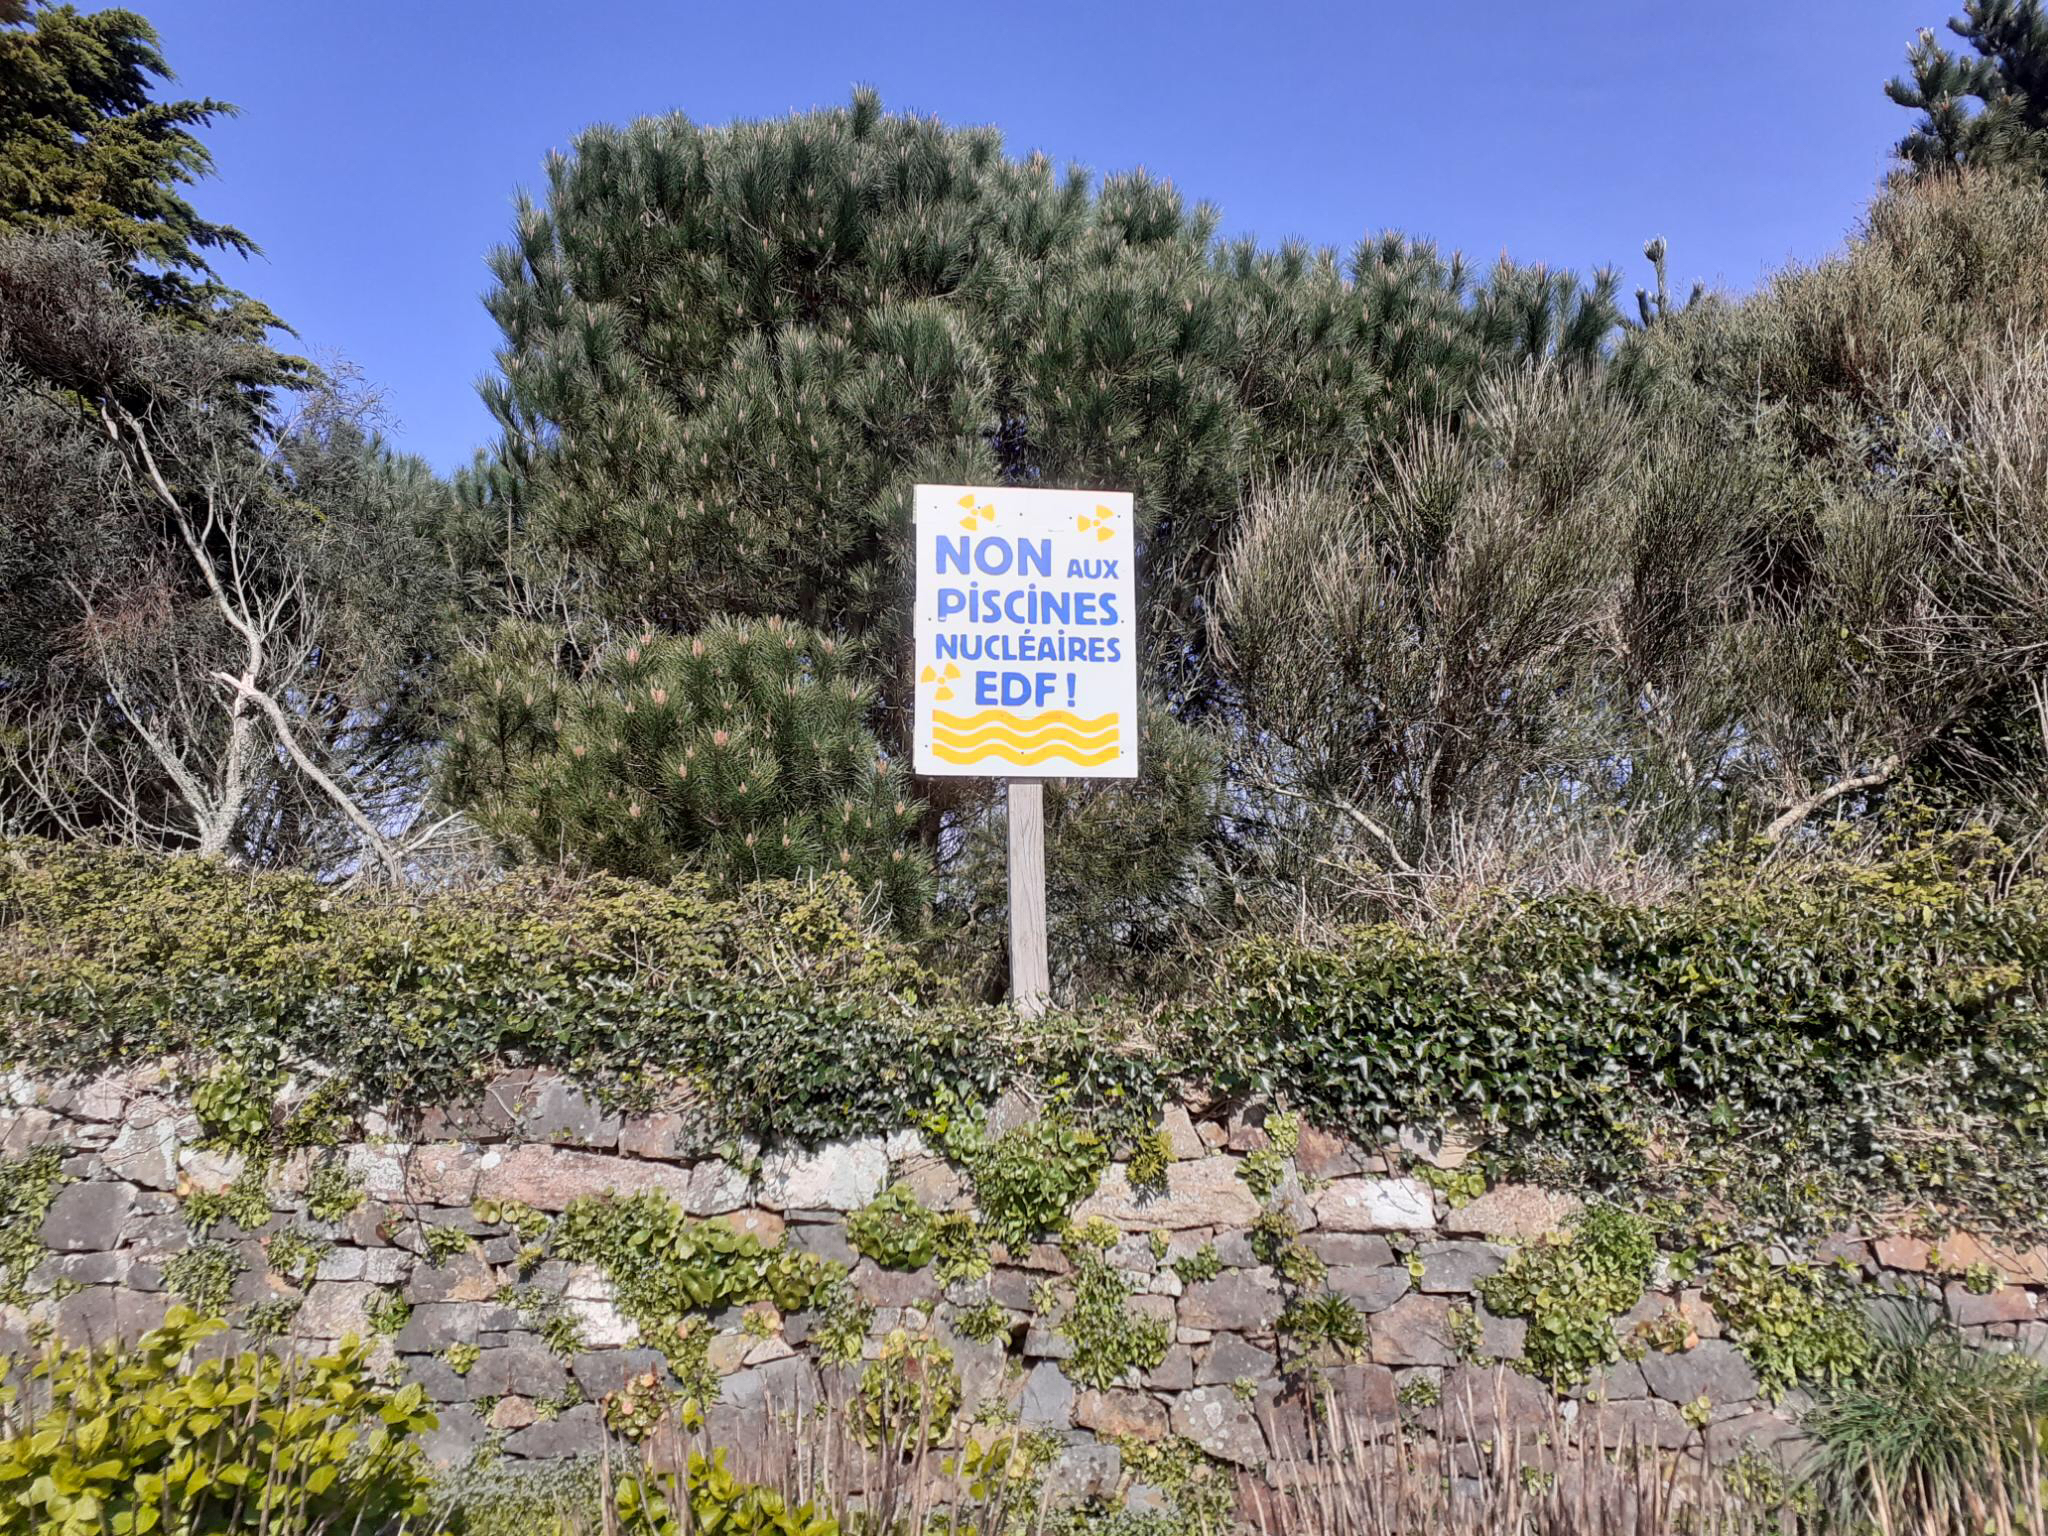 NON AUX
PiSCiNES
NUCLÉAiRES
EDF !